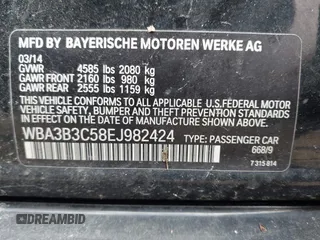 MFD BY BAYERISCHE MOTOREN WERKE AG
03/14
GVWR 4585 lbs 2080 kg
GAWR FRONT 2160 lbs 980 kg
GAWR REAR 2555 lbs 1159 kg
THIS VEHICLE CONFORMS TO ALL APPLICABLE
U.S. FEDERAL MOTOR VEHICLE SAFETY, BUMPER,
AND THEFT PREVENTION STANDARDS IN EFFECT
ON THE DATE OF MANUFACTURE SHOWN ABOVE.
WBA3B3C58EJ982424
TYPE: PASSENGER CAR
668/9
7 315 814
DREAMBID